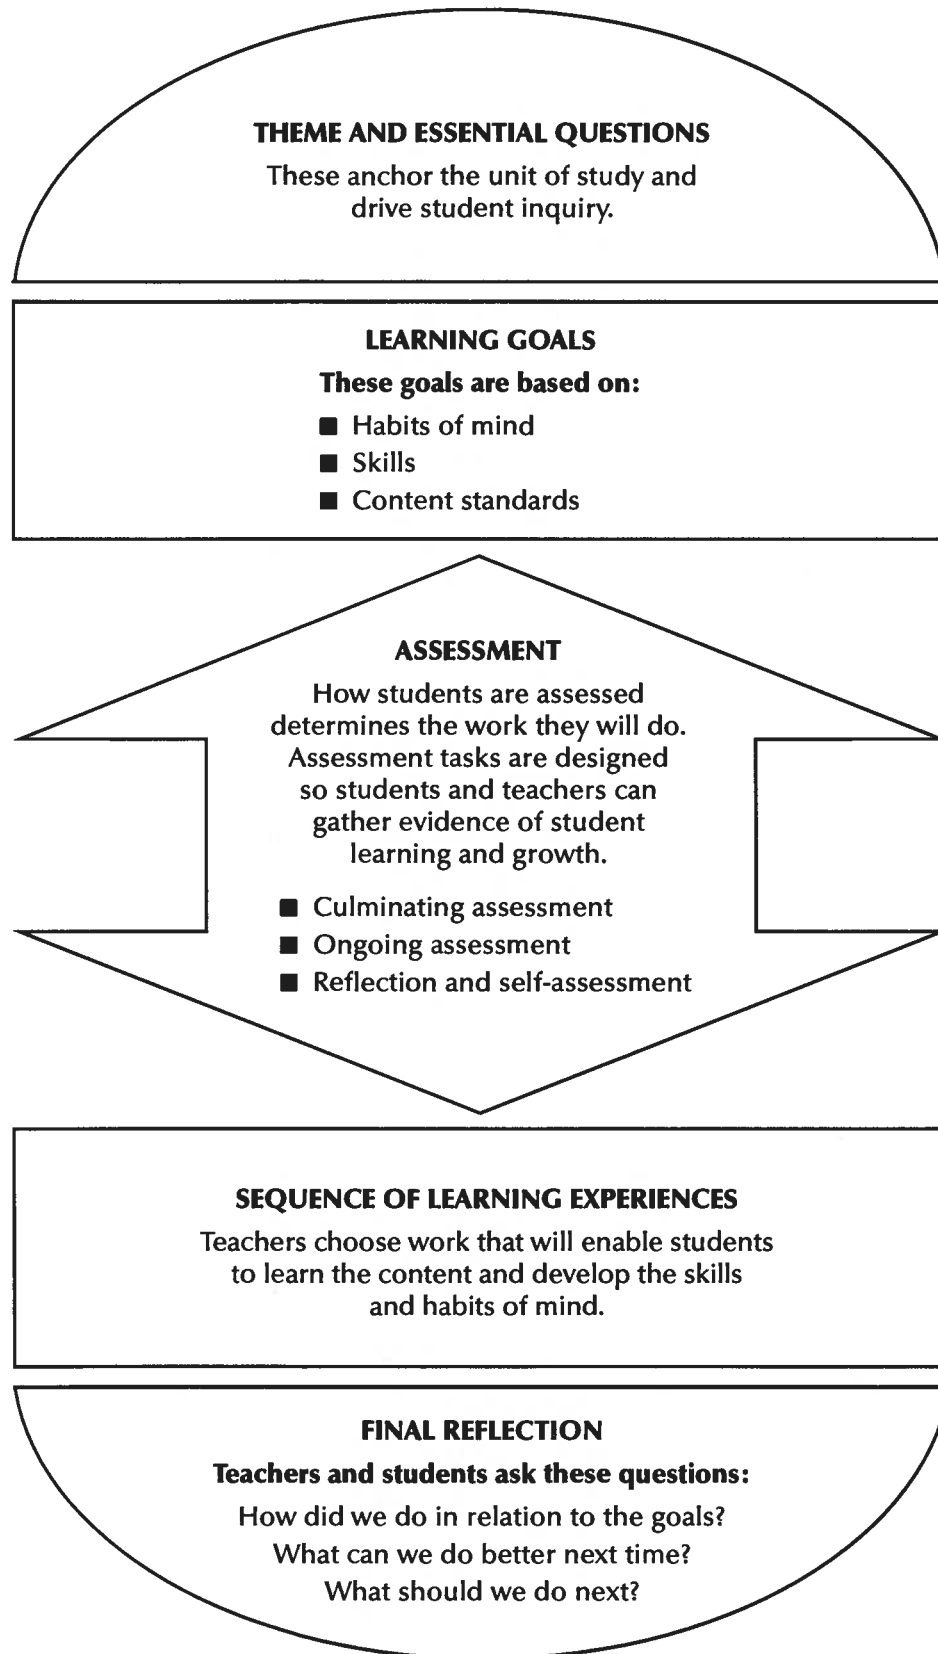 THEME AND ESSENTIAL QUESTIONS
These anchor the unit of study and
drive student inquiry.
LEARNING GOALS
These goals are based on:
■ Habits of mind
■ Skills
■ Content standards
ASSESSMENT
How students are assessed
determines the work they will do.
Assessment tasks are designed
so students and teachers can
gather evidence of student
learning and growth.
■ Culminating assessment
■ Ongoing assessment
■ Reflection and self-assessment
SEQUENCE OF LEARNING EXPERIENCES
Teachers choose work that will enable students
to learn the content and develop the skills
and habits of mind.
FINAL REFLECTION
Teachers and students ask these questions:
How did we do in relation to the goals?
What can we do better next time?
What should we do next?